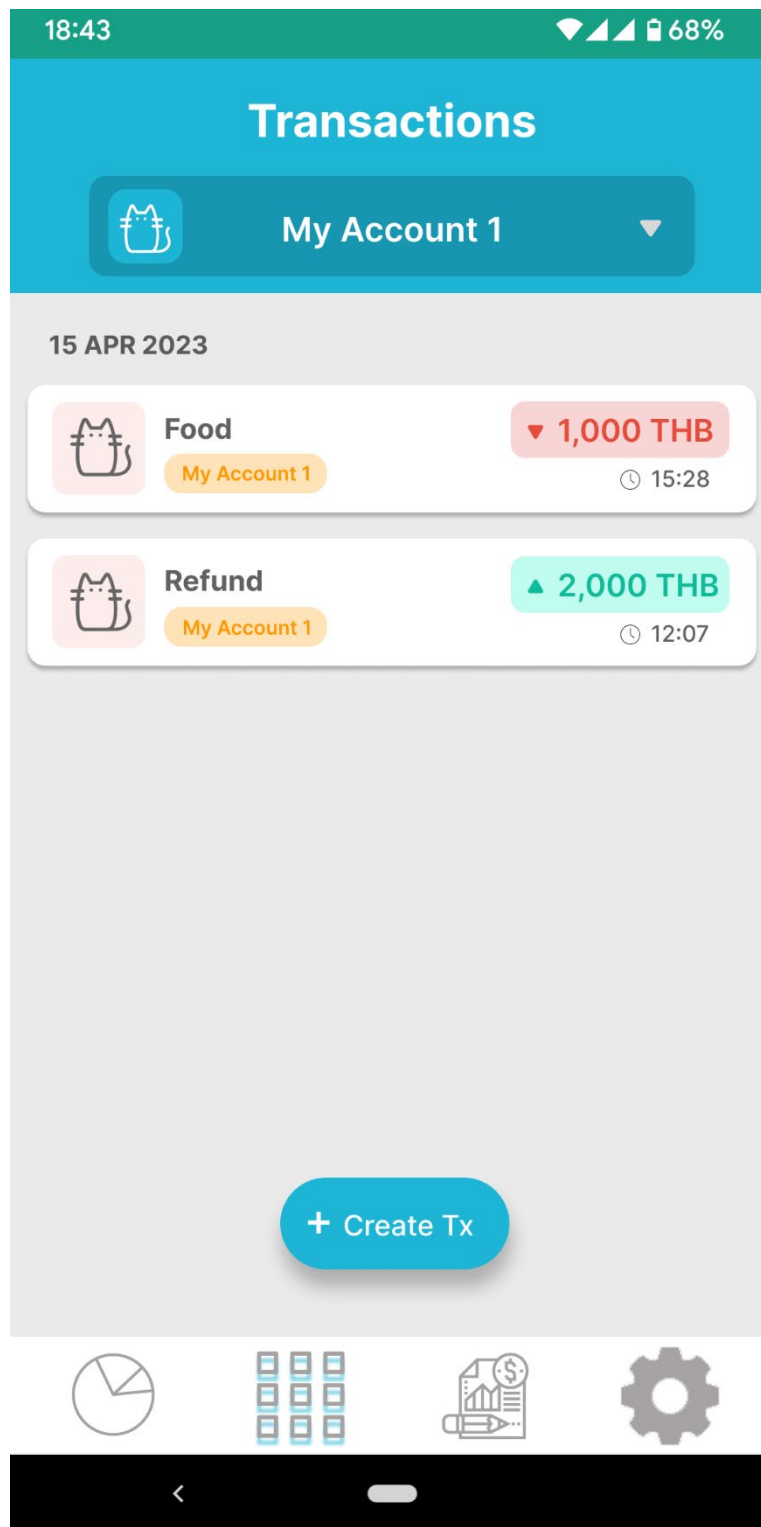 18:43 68%
Transactions
My Account 1
15 APR 2023
Food ▼ 1,000 THB
My Account 1 15:28
Refund ▲ 2,000 THB
My Account 1 12:07
+ Create Tx
$